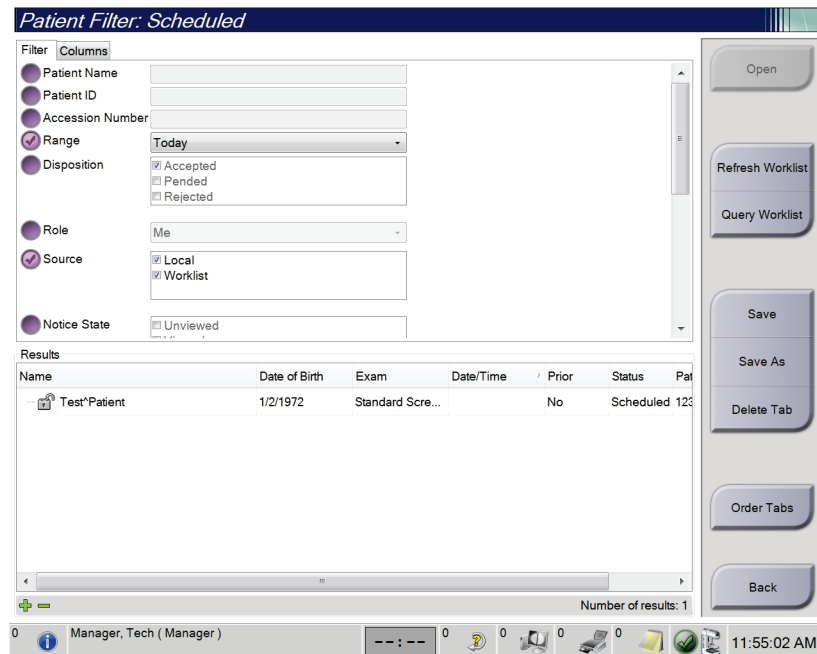 Patient Filter: Scheduled
Filter Columns
Patient Name
Patient ID
Accession Number
Range Today
Disposition Accepted
Pended
Rejected
Role Me
Source Local
Worklist
Notice State Unviewed
Open
Refresh Worklist
Query Worklist
Save
Save As
Delete Tab
Order Tabs
Back
Results
Name Date of Birth Exam Date/Time Prior Status Pat
Test^Patient 1/2/1972 Standard Scre... No Scheduled 123
Number of results: 1
0 Manager, Tech ( Manager ) --:-- 0 0 0 0 11:55:02 AM